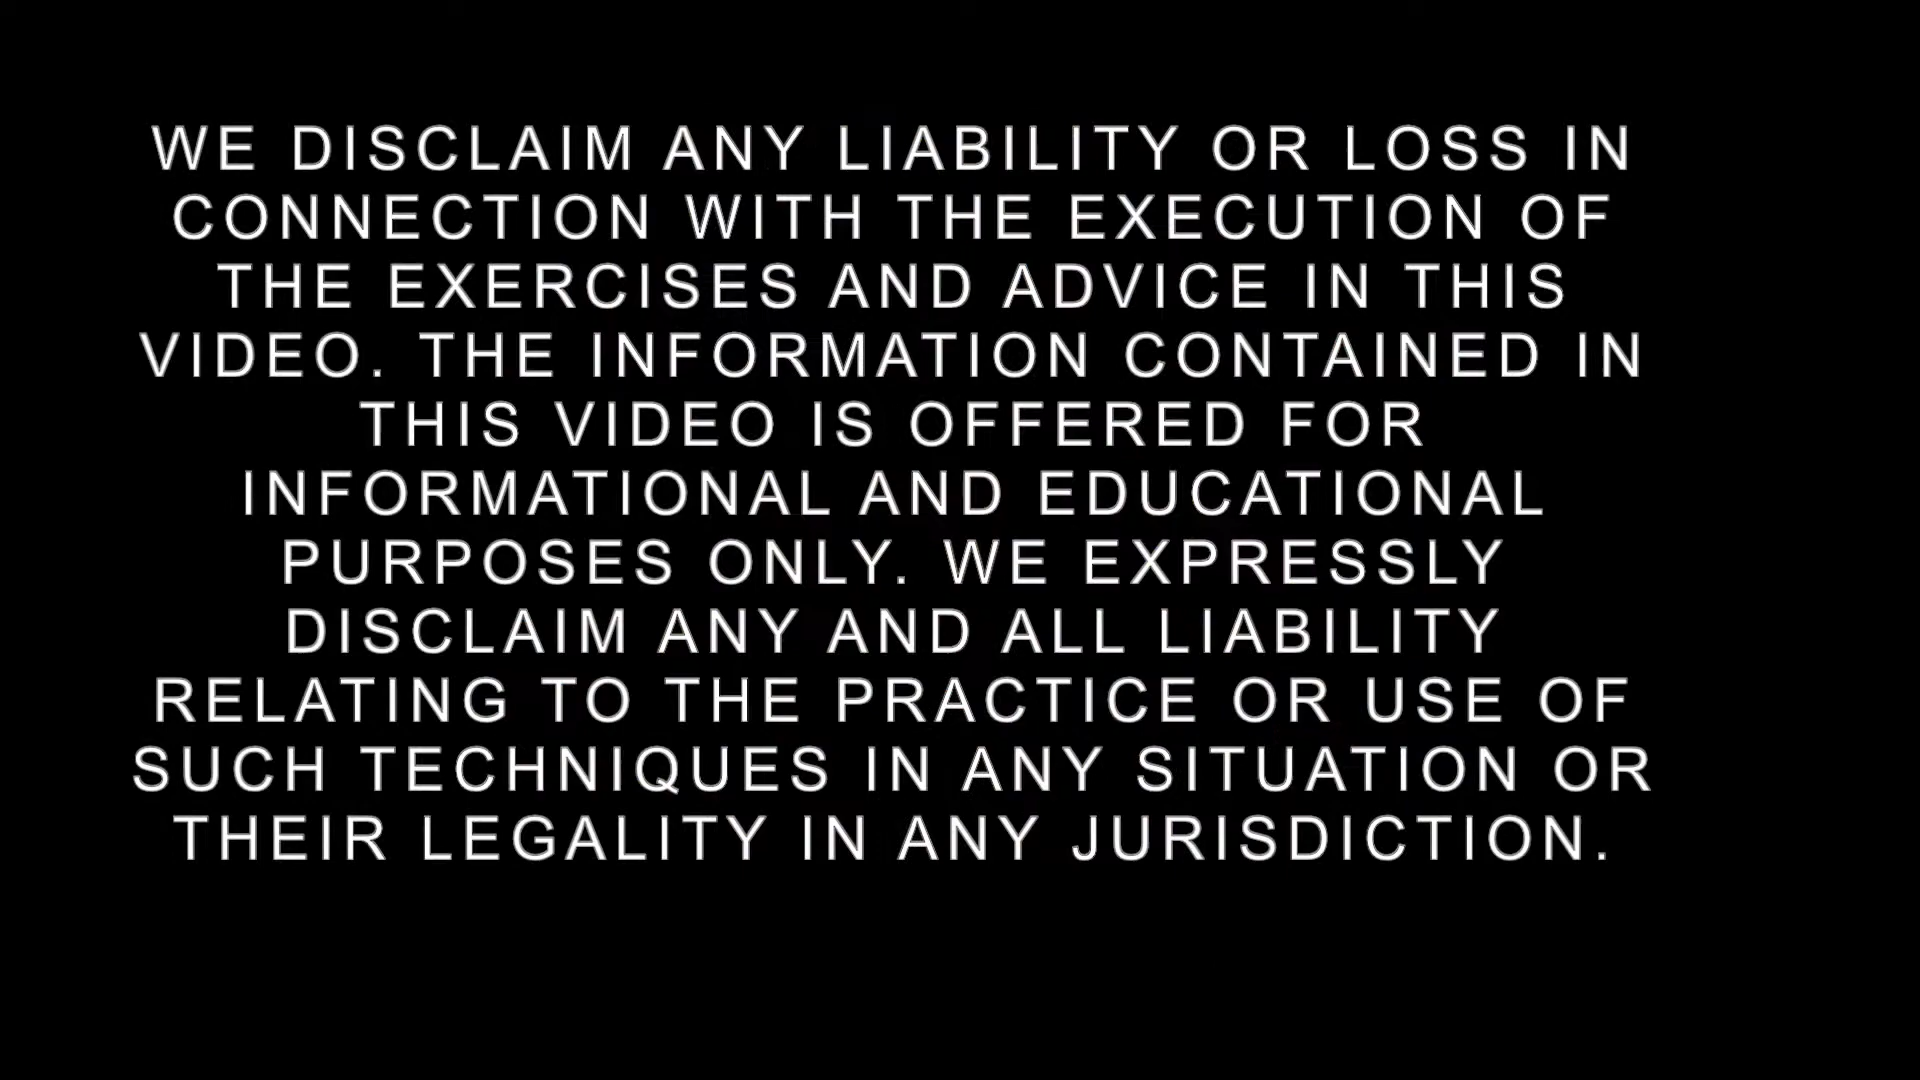 WE DISCLAIM ANY LIABILITY OR LOSS IN
CONNECTION WITH THE EXECUTION OF
THE EXERCISES AND ADVICE IN THIS
VIDEO. THE INFORMATION CONTAINED IN
THIS VIDEO IS OFFERED FOR
INFORMATIONAL AND EDUCATIONAL
PURPOSES ONLY. WE EXPRESSLY
DISCLAIM ANY AND ALL LIABILITY
RELATING TO THE PRACTICE OR USE OF
SUCH TECHNIQUES IN ANY SITUATION OR
THEIR LEGALITY IN ANY JURISDICTION.